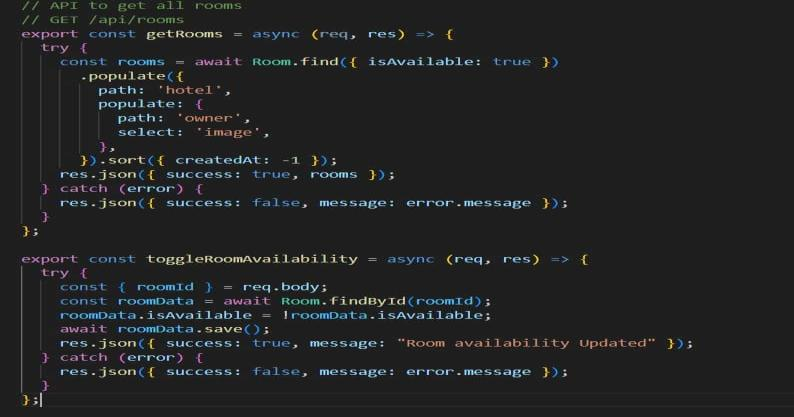 // API to get all rooms
// GET /api/rooms
export const getRooms = async (req, res) => {
  try {
    const rooms = await Room.find({ isAvailable: true })
      .populate({
        path: 'hotel',
        populate: {
          path: 'owner',
          select: 'image',
        },
      }).sort({ createdAt: -1 });
    res.json({ success: true, rooms });
  } catch (error) {
    res.json({ success: false, message: error.message });
  }
};

export const toggleRoomAvailability = async (req, res) => {
  try {
    const { roomId } = req.body;
    const roomData = await Room.findById(roomId);
    roomData.isAvailable = !roomData.isAvailable;
    await roomData.save();
    res.json({ success: true, message: "Room availability Updated" });
  } catch (error) {
    res.json({ success: false, message: error.message });
  }
};